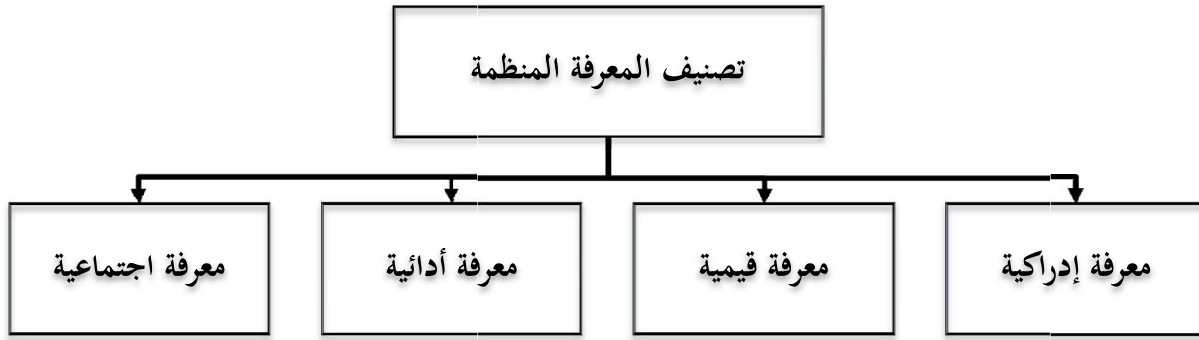 تصنيف المعرفة المنظمة
معرفة إدراكية
معرفة قيمية
معرفة أدائية
معرفة اجتماعية